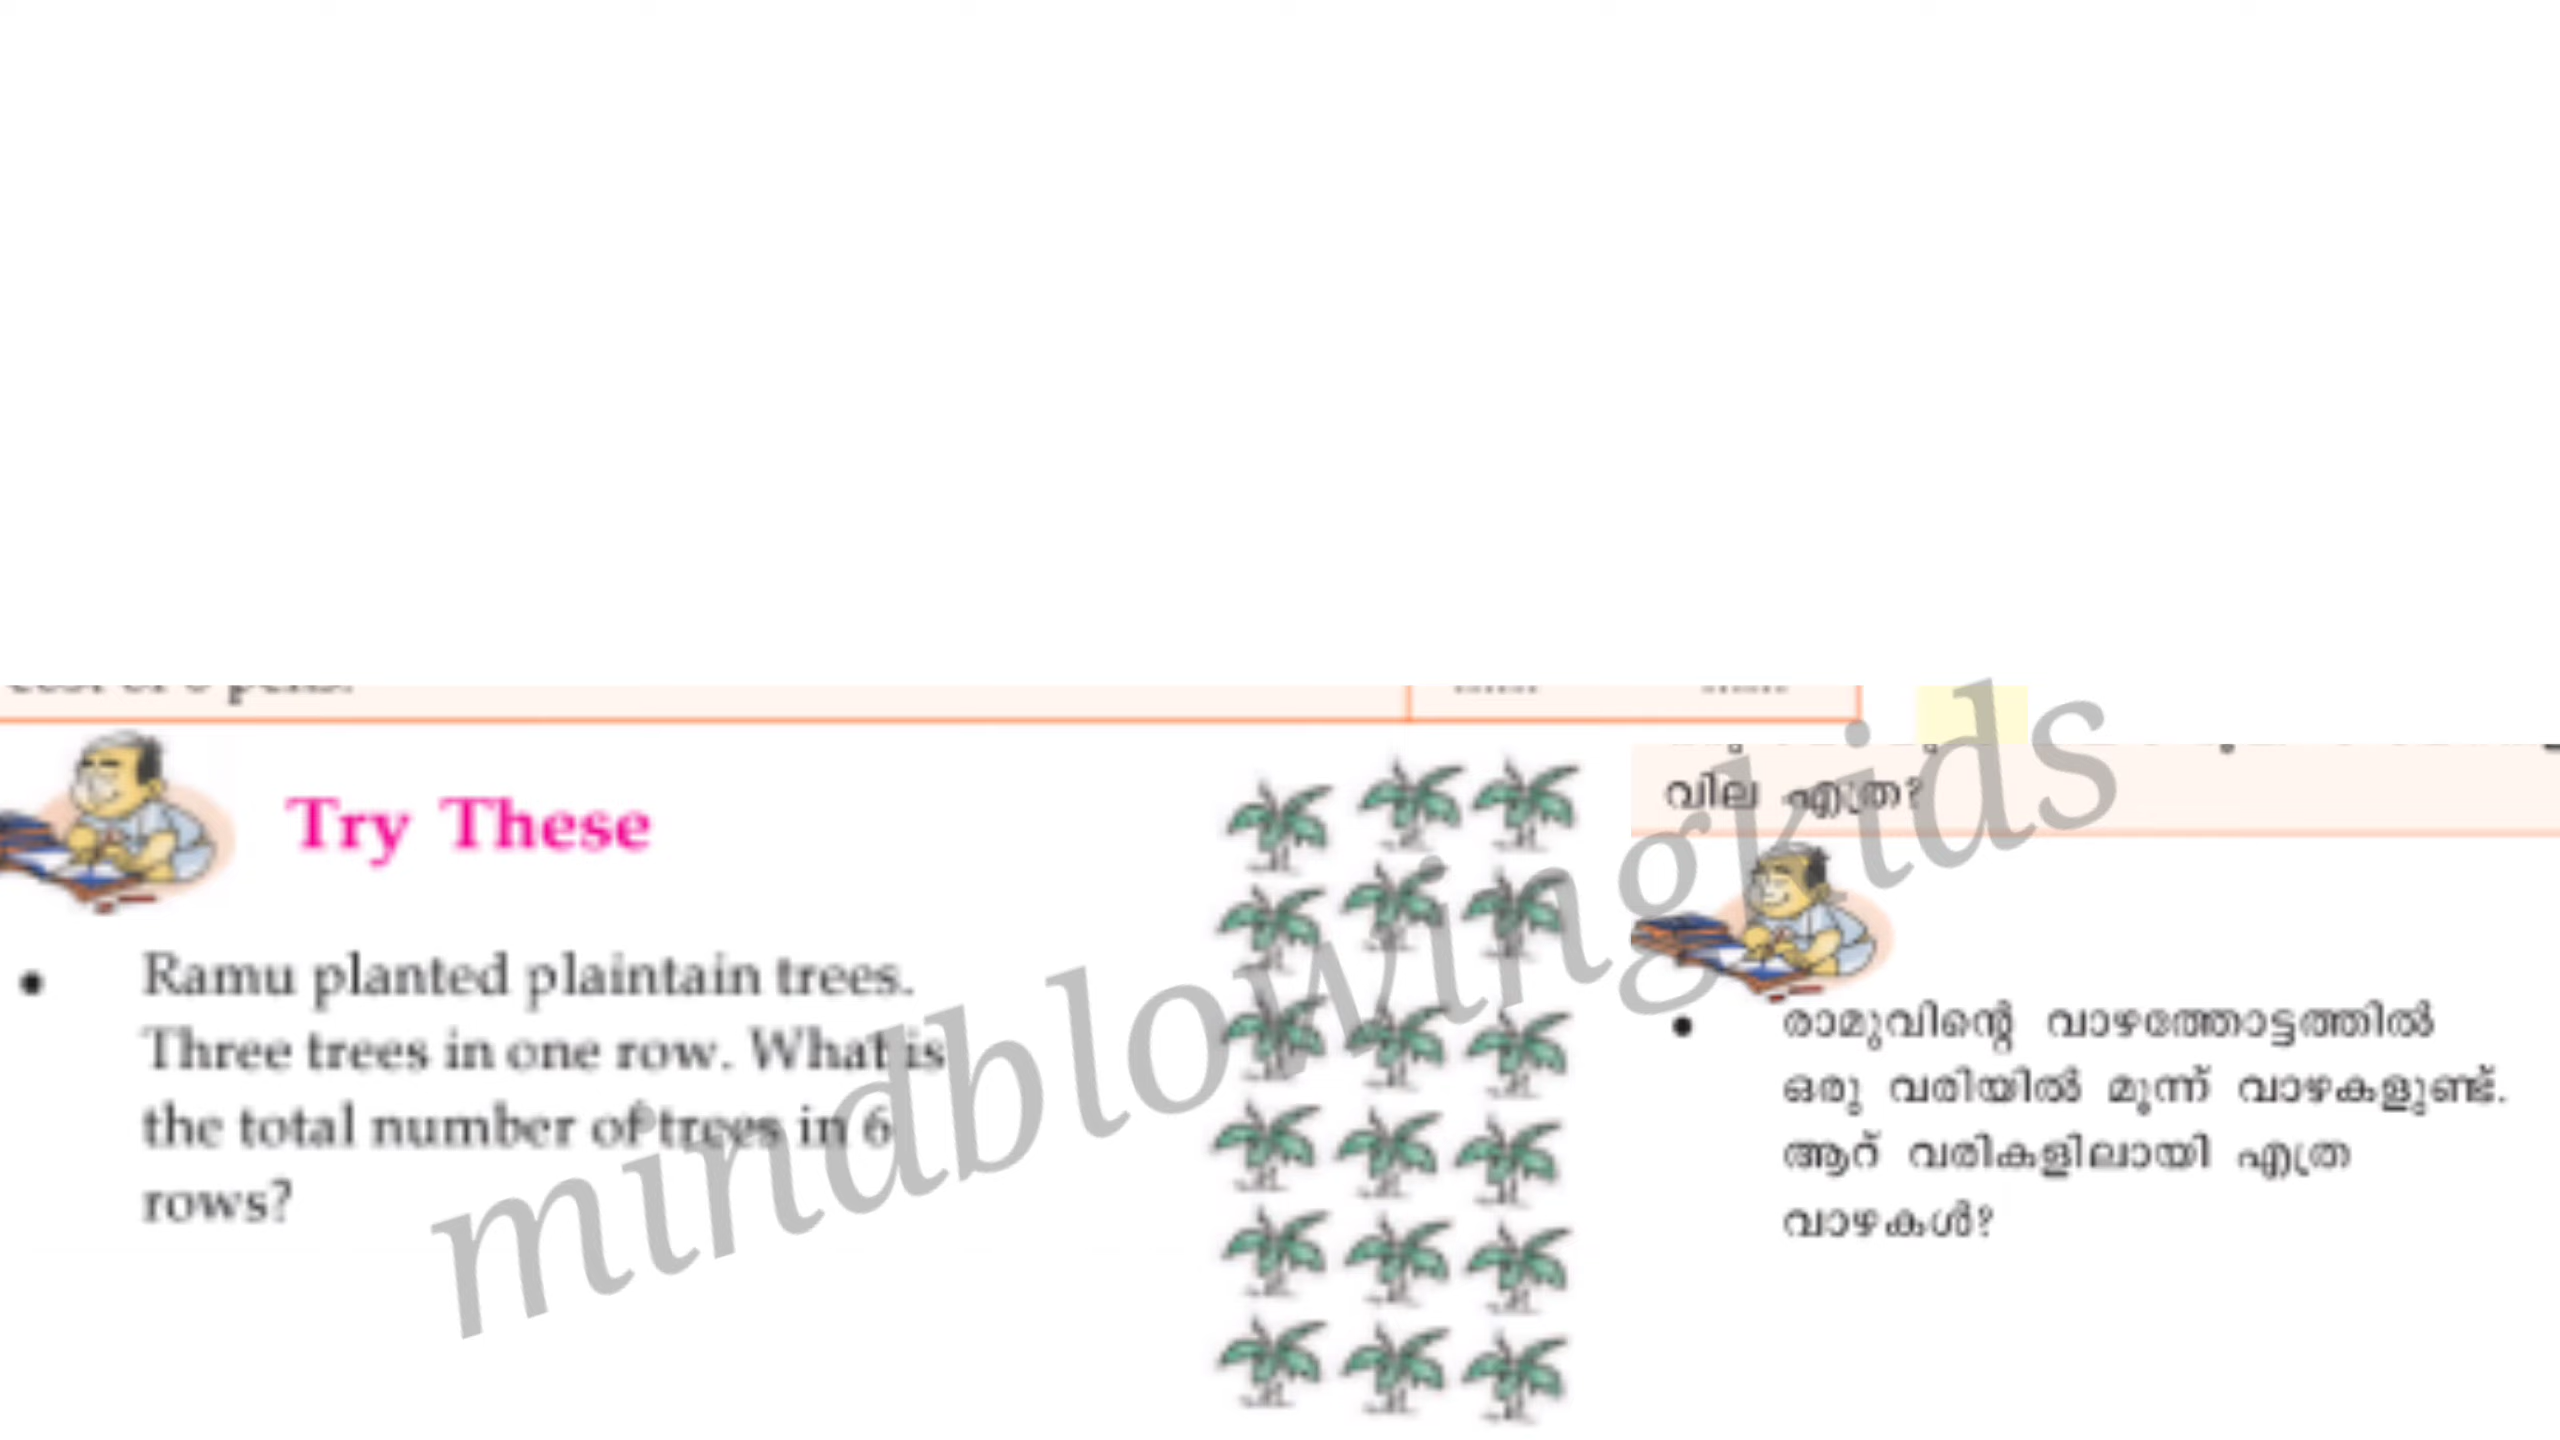 Try These
• Ramu planted plaintain trees.
Three trees in one row. What is
the total number of trees in 6
rows?
വില എത്ര?
• രാമുവിന്റെ വാഴത്തോട്ടത്തിൽ
ഒരു വരിയിൽ മൂന്ന് വാഴകളുണ്ട്.
ആറ് വരികളിലായി എത്ര
വാഴകൾ?
mindblowingkids